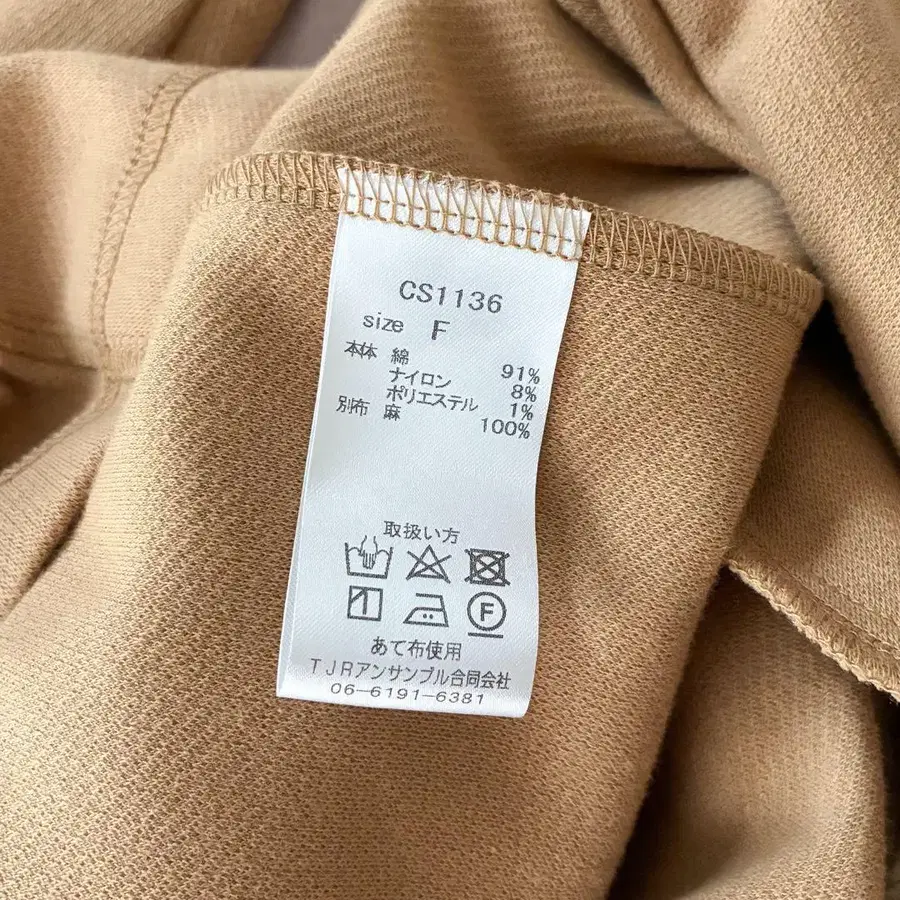 CS1136
size F
本体 綿 91%
ナイロン 8%
ポリエステル 1%
別布 麻 100%
取扱い方
F
あて布使用
TJRアンサンブル合同会社
06-6191-6381